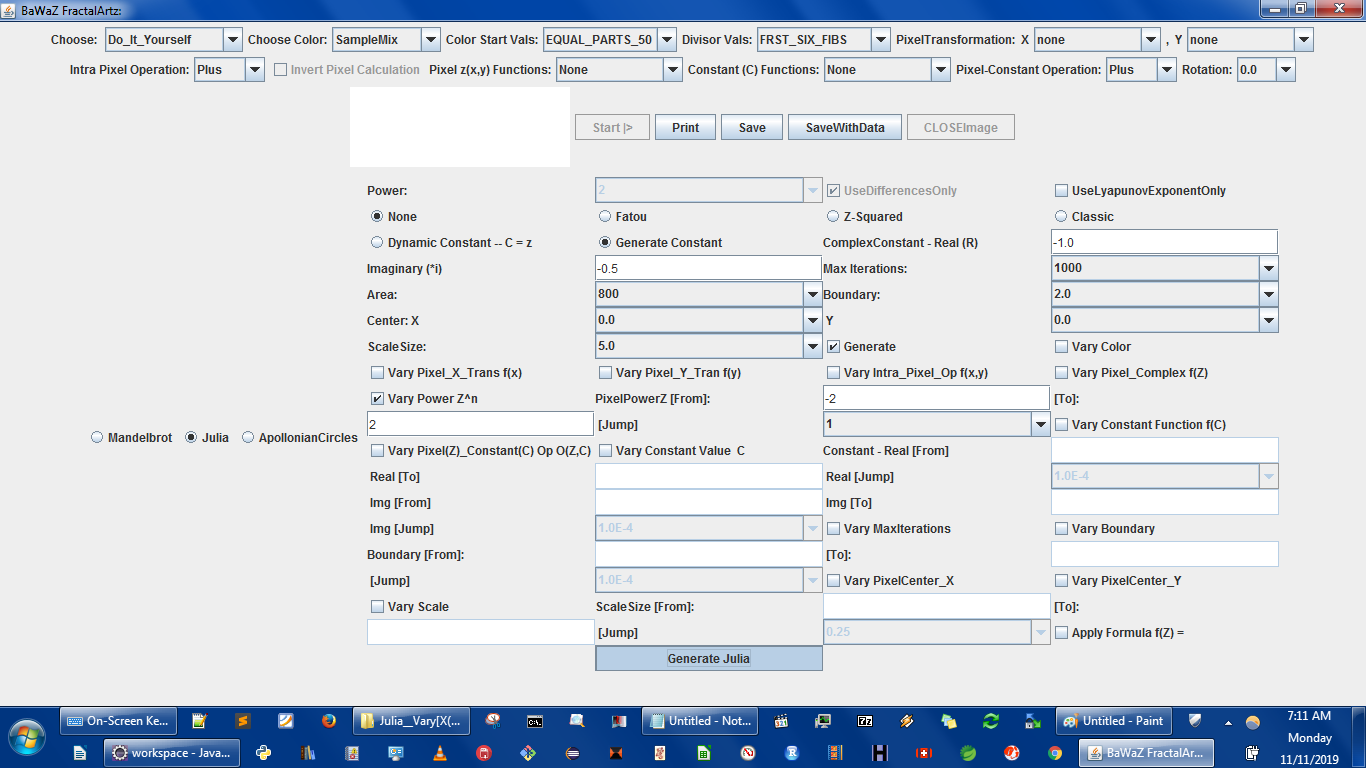 BaWaZ FractalArtz:
Choose: Do_It_Yourself Choose Color: SampleMix Color Start Vals: EQUAL_PARTS_50 Divisor Vals: FRST_SIX_FIBS PixelTransformation: X none , Y none
Intra Pixel Operation: Plus Invert Pixel Calculation Pixel z(x,y) Functions: None Constant (C) Functions: None Pixel-Constant Operation: Plus Rotation: 0.0
Start |> Print Save SaveWithData CLOSEImage
Power: 2 UseDifferencesOnly UseLyapunovExponentOnly
None Fatou Z-Squared Classic
Dynamic Constant -- C = z Generate Constant ComplexConstant - Real (R) -1.0
Imaginary (*i) -0.5 Max Iterations: 1000
Area: 800 Boundary: 2.0
Center: X 0.0 Y 0.0
ScaleSize: 5.0 Generate Vary Color
Vary Pixel_X_Trans f(x) Vary Pixel_Y_Tran f(y) Vary Intra_Pixel_Op f(x,y) Vary Pixel_Complex f(Z)
Vary Power Z^n PixelPowerZ [From]: -2 [To]:
2 [Jump] 1 Vary Constant Function f(C)
Mandelbrot Julia ApollonianCircles
Vary Pixel(Z)_Constant(C) Op O(Z,C) Vary Constant Value C Constant - Real [From]
Real [To] Real [Jump] 1.0E-4
Img [From] Img [To]
Img [Jump] 1.0E-4 Vary MaxIterations Vary Boundary
Boundary [From]: [To]:
[Jump] 1.0E-4 Vary PixelCenter_X Vary PixelCenter_Y
Vary Scale ScaleSize [From]: [To]:
[Jump] 0.25 Apply Formula f(Z) =
Generate Julia
On-Screen Ke... Julia__Vary[X(... Untitled - Not... Untitled - Paint 7:11 AM
Monday
workspace - Java... BaWaZ FractalAr... 11/11/2019